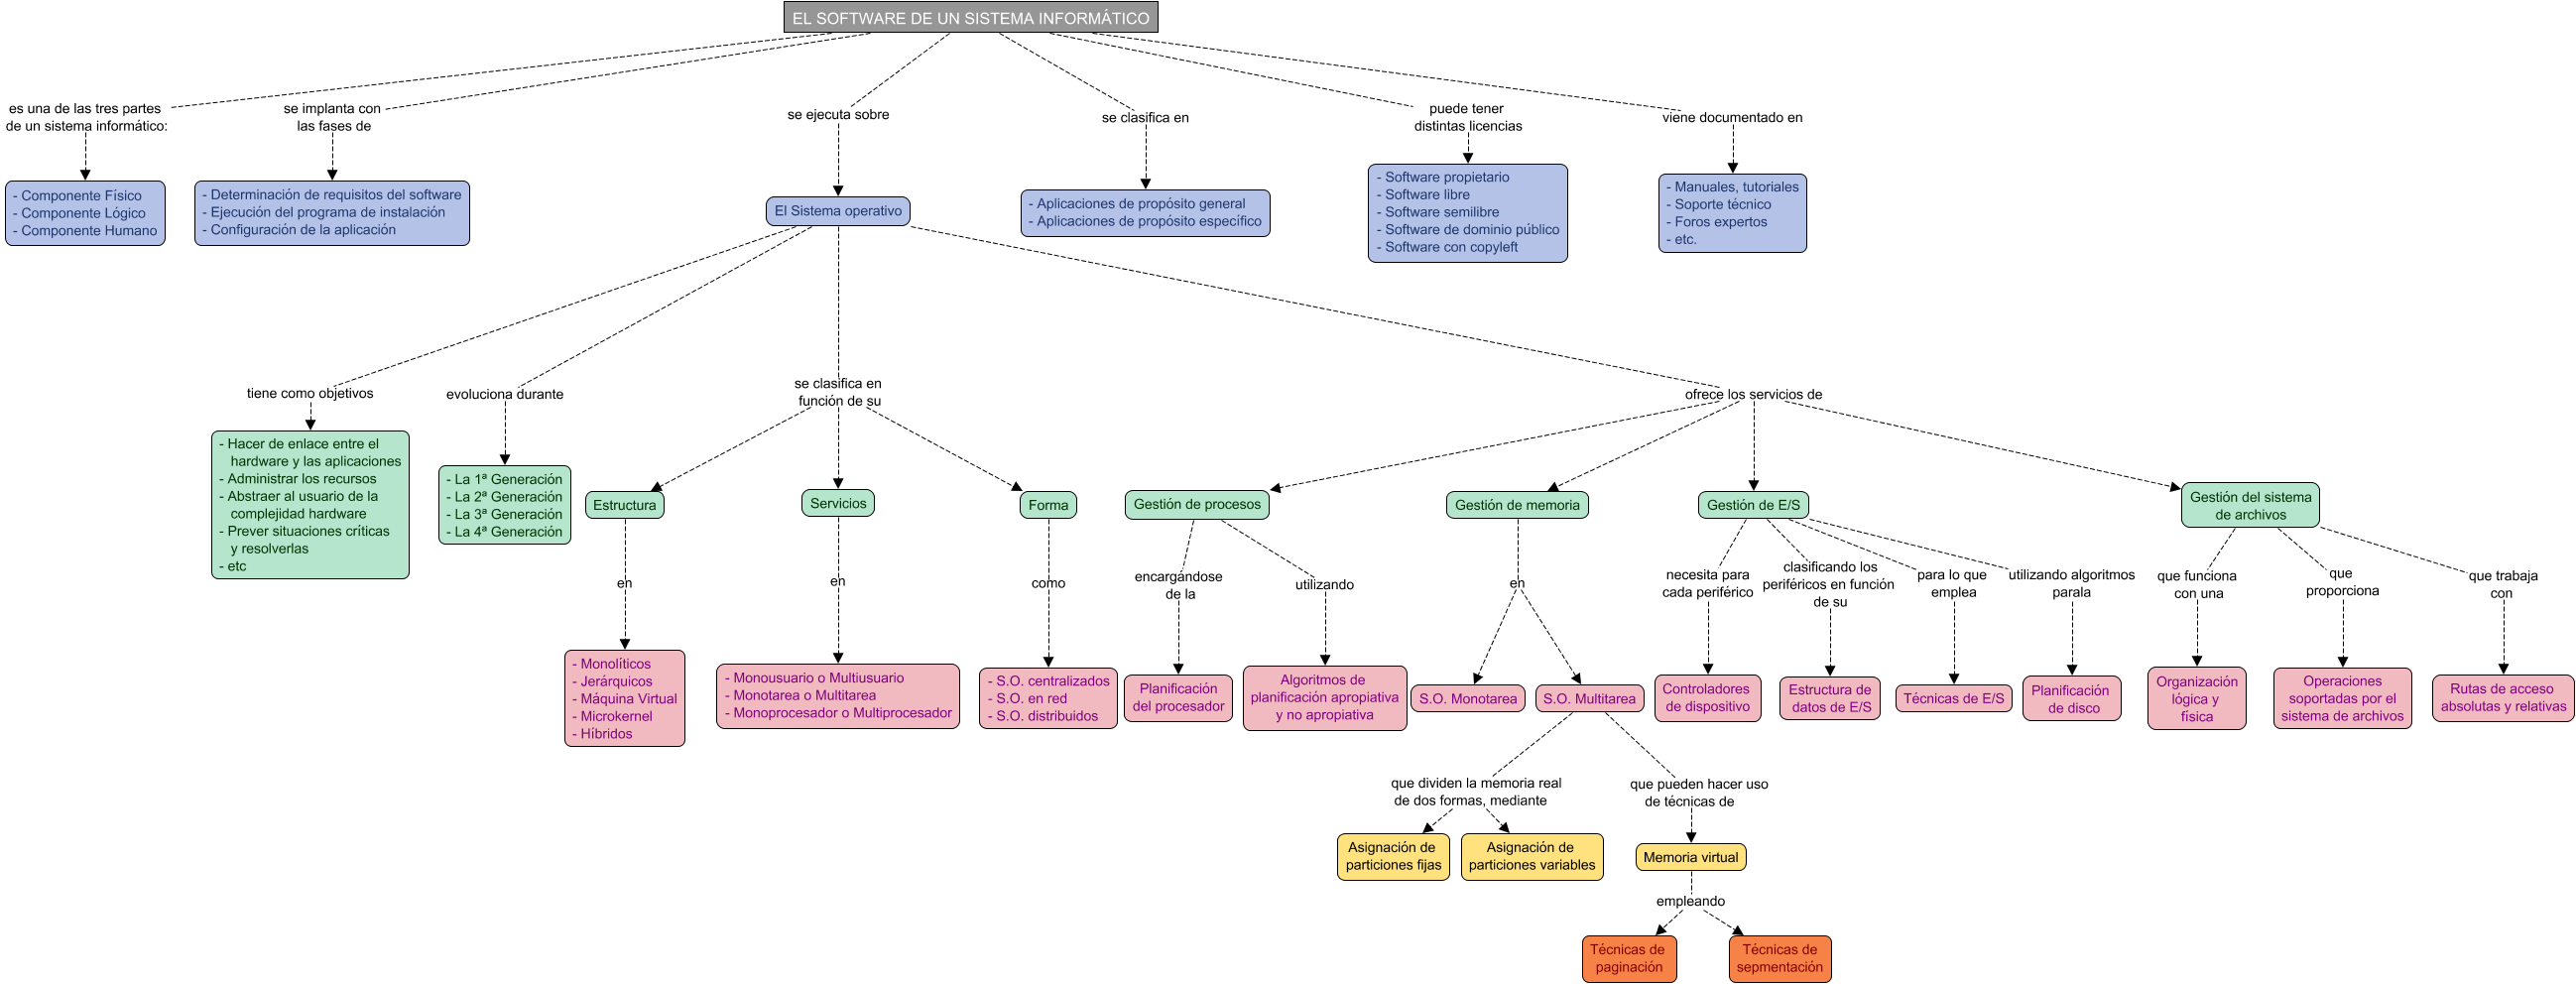 EL SOFTWARE DE UN SISTEMA INFORMÁTICO
es una de las tres partes
de un sistema informático:
se implanta con
las fases de
se ejecuta sobre
se clasifica en
puede tener
distintas licencias
viene documentado en
- Componente Físico
- Componente Lógico
- Componente Humano
- Determinación de requisitos del software
- Ejecución del programa de instalación
- Configuración de la aplicación
El Sistema operativo
- Aplicaciones de propósito general
- Aplicaciones de propósito específico
- Software propietario
- Software libre
- Software semilibre
- Software de dominio público
- Software con copyleft
- Manuales, tutoriales
- Soporte técnico
- Foros expertos
- etc.
tiene como objetivos
evoluciona durante
se clasifica en
función de su
ofrece los servicios de
- Hacer de enlace entre el
hardware y las aplicaciones
- Administrar los recursos
- Abstraer al usuario de la
complejidad hardware
- Prever situaciones críticas
y resolverlas
- etc
- La 1ª Generación
- La 2ª Generación
- La 3ª Generación
- La 4ª Generación
Estructura
Servicios
Forma
Gestión de procesos
Gestión de memoria
Gestión de E/S
Gestión del sistema
de archivos
en
en
como
encargándose
de la
utilizando
en
necesita para
cada periférico
clasificando los
periféricos en función
de su
para lo que
emplea
utilizando algoritmos
parala
que funciona
con una
que
proporciona
que trabaja
con
- Monolíticos
- Jerárquicos
- Máquina Virtual
- Microkernel
- Híbridos
- Monousuario o Multiusuario
- Monotarea o Multitarea
- Monoprocesador o Multiprocesador
- S.O. centralizados
- S.O. en red
- S.O. distribuidos
Planificación
del procesador
Algoritmos de
planificación apropiativa
y no apropiativa
S.O. Monotarea
S.O. Multitarea
Controladores
de dispositivo
Estructura de
datos de E/S
Técnicas de E/S
Planificación
de disco
Organización
lógica y
física
Operaciones
soportadas por el
sistema de archivos
Rutas de acceso
absolutas y relativas
que dividen la memoria real
de dos formas, mediante
que pueden hacer uso
de técnicas de
Asignación de
particiones fijas
Asignación de
particiones variables
Memoria virtual
empleando
Técnicas de
paginación
Técnicas de
sepmentación